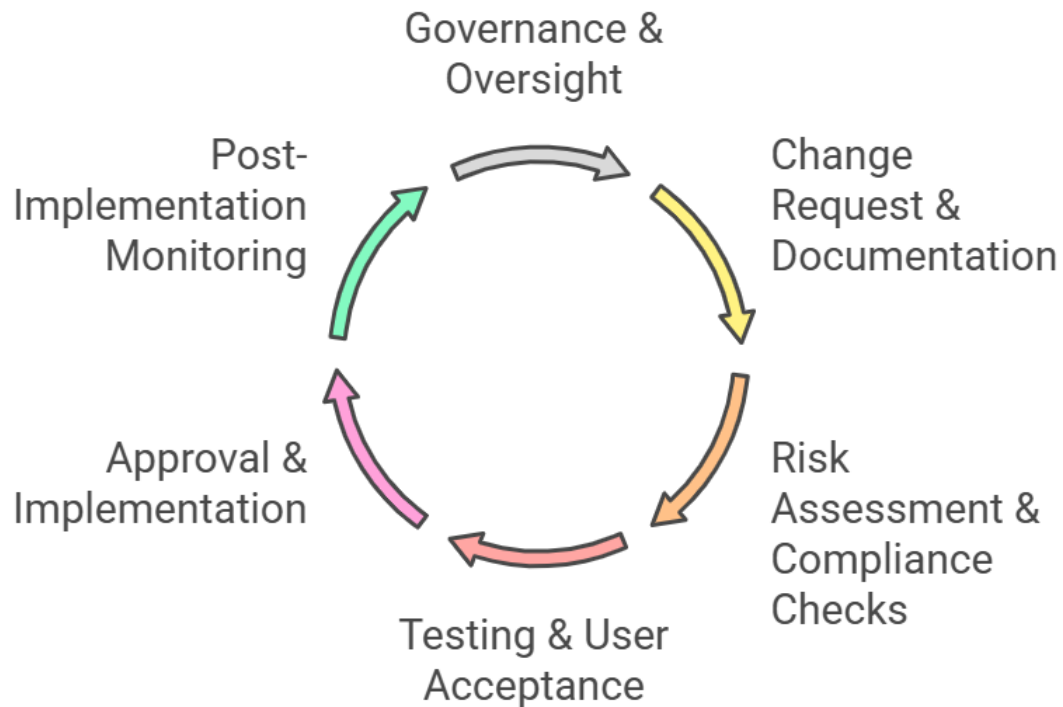 Governance &
Oversight
Change
Request &
Documentation
Risk
Assessment &
Compliance
Checks
Testing & User
Acceptance
Approval &
Implementation
Post-
Implementation
Monitoring